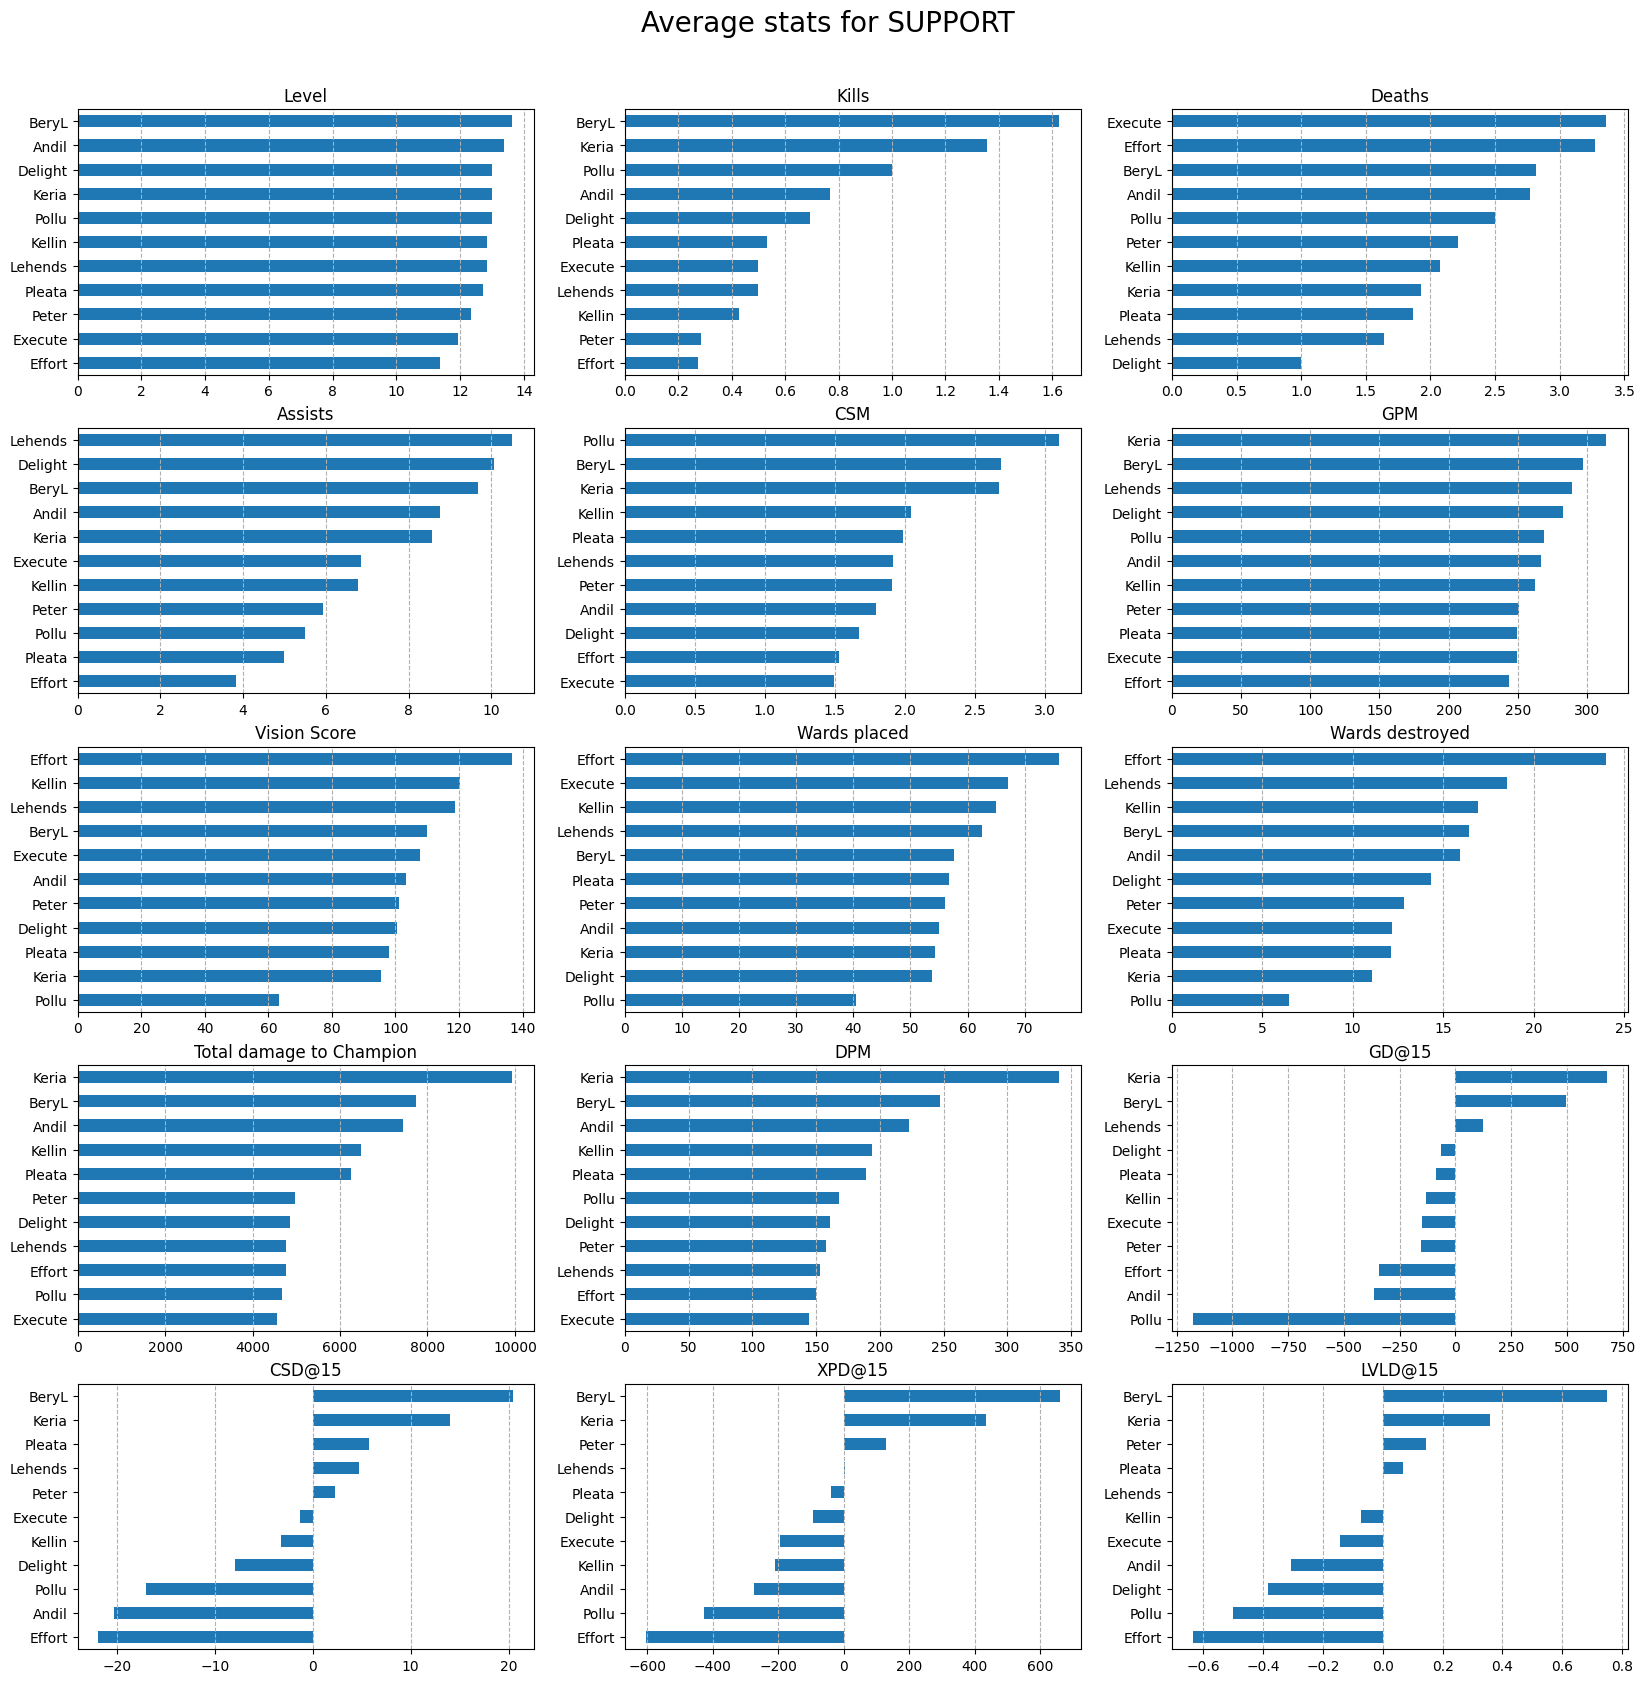 Average stats for SUPPORT
Level
BeryL
Andil
Delight
Keria
Pollu
Kellin
Lehends
Pleata
Peter
Execute
Effort
0 2 4 6 8 10 12 14
Kills
BeryL
Keria
Pollu
Andil
Delight
Pleata
Execute
Lehends
Kellin
Peter
Effort
0.0 0.2 0.4 0.6 0.8 1.0 1.2 1.4 1.6
Deaths
Execute
Effort
BeryL
Andil
Pollu
Peter
Kellin
Keria
Pleata
Lehends
Delight
0.0 0.5 1.0 1.5 2.0 2.5 3.0 3.5
Assists
Lehends
Delight
BeryL
Andil
Keria
Execute
Kellin
Peter
Pollu
Pleata
Effort
0 2 4 6 8 10
CSM
Pollu
BeryL
Keria
Kellin
Pleata
Lehends
Peter
Andil
Delight
Effort
Execute
0.0 0.5 1.0 1.5 2.0 2.5 3.0
GPM
Keria
BeryL
Lehends
Delight
Pollu
Andil
Kellin
Peter
Pleata
Execute
Effort
0 50 100 150 200 250 300
Vision Score
Effort
Kellin
Lehends
BeryL
Execute
Andil
Peter
Delight
Pleata
Keria
Pollu
0 20 40 60 80 100 120 140
Wards placed
Effort
Execute
Kellin
Lehends
BeryL
Pleata
Peter
Andil
Keria
Delight
Pollu
0 10 20 30 40 50 60 70
Wards destroyed
Effort
Lehends
Kellin
BeryL
Andil
Delight
Peter
Execute
Pleata
Keria
Pollu
0 5 10 15 20 25
Total damage to Champion
Keria
BeryL
Andil
Kellin
Pleata
Peter
Delight
Lehends
Effort
Pollu
Execute
0 2000 4000 6000 8000 10000
DPM
Keria
BeryL
Andil
Kellin
Pleata
Pollu
Delight
Peter
Lehends
Effort
Execute
0 50 100 150 200 250 300 350
GD@15
Keria
BeryL
Lehends
Delight
Pleata
Kellin
Execute
Peter
Effort
Andil
Pollu
−1250 −1000 −750 −500 −250 0 250 500 750
CSD@15
BeryL
Keria
Pleata
Lehends
Peter
Execute
Kellin
Delight
Pollu
Andil
Effort
−20 −10 0 10 20
XPD@15
BeryL
Keria
Peter
Lehends
Pleata
Delight
Execute
Kellin
Andil
Pollu
Effort
−600 −400 −200 0 200 400 600
LVLD@15
BeryL
Keria
Peter
Pleata
Lehends
Kellin
Execute
Andil
Delight
Pollu
Effort
−0.6 −0.4 −0.2 0.0 0.2 0.4 0.6 0.8